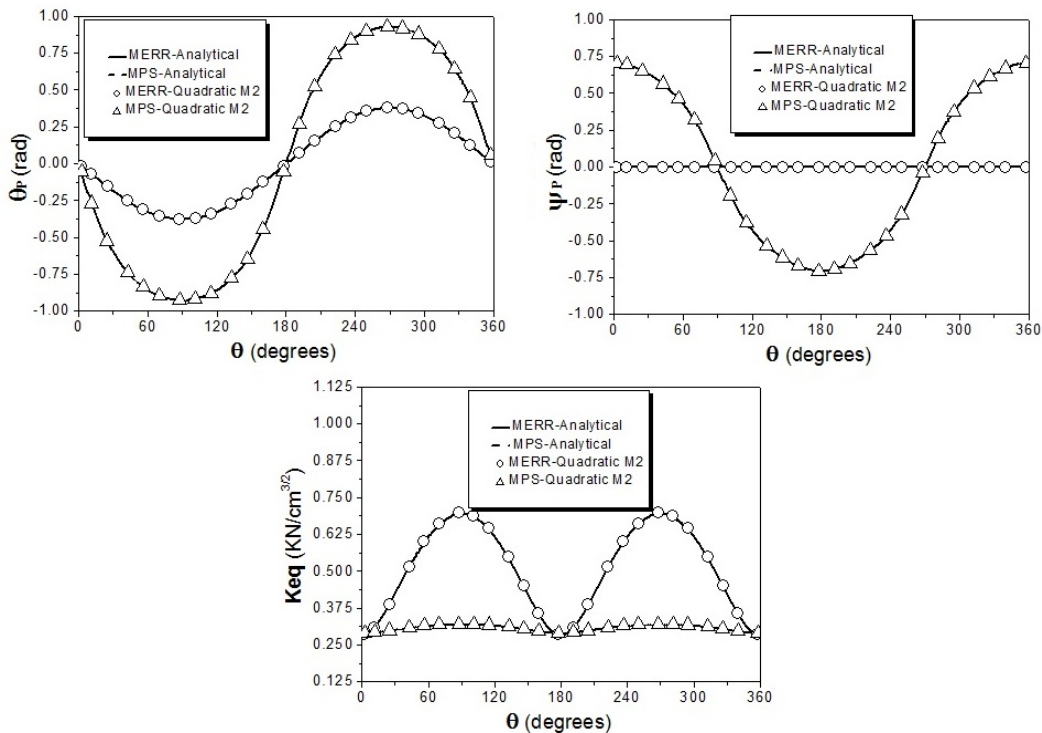 1.00
0.75
0.50
0.25
0.00
-0.25
-0.50
-0.75
-1.00
θP (rad)
MERR-Analytical
MPS-Analytical
MERR-Quadratic M2
MPS-Quadratic M2
0 60 120 180 240 300 360
θ (degrees)
1.00
0.75
0.50
0.25
0.00
-0.25
-0.50
-0.75
-1.00
ΨP (rad)
MERR-Analytical
MPS-Analytical
MERR-Quadratic M2
MPS-Quadratic M2
0 60 120 180 240 300 360
θ (degrees)
1.125
1.000
0.875
0.750
0.625
0.500
0.375
0.250
0.125
Keq (KN/cm3/2)
MERR-Analytical
MPS-Analytical
MERR-Quadratic M2
MPS-Quadratic M2
0 60 120 180 240 300 360
θ (degrees)